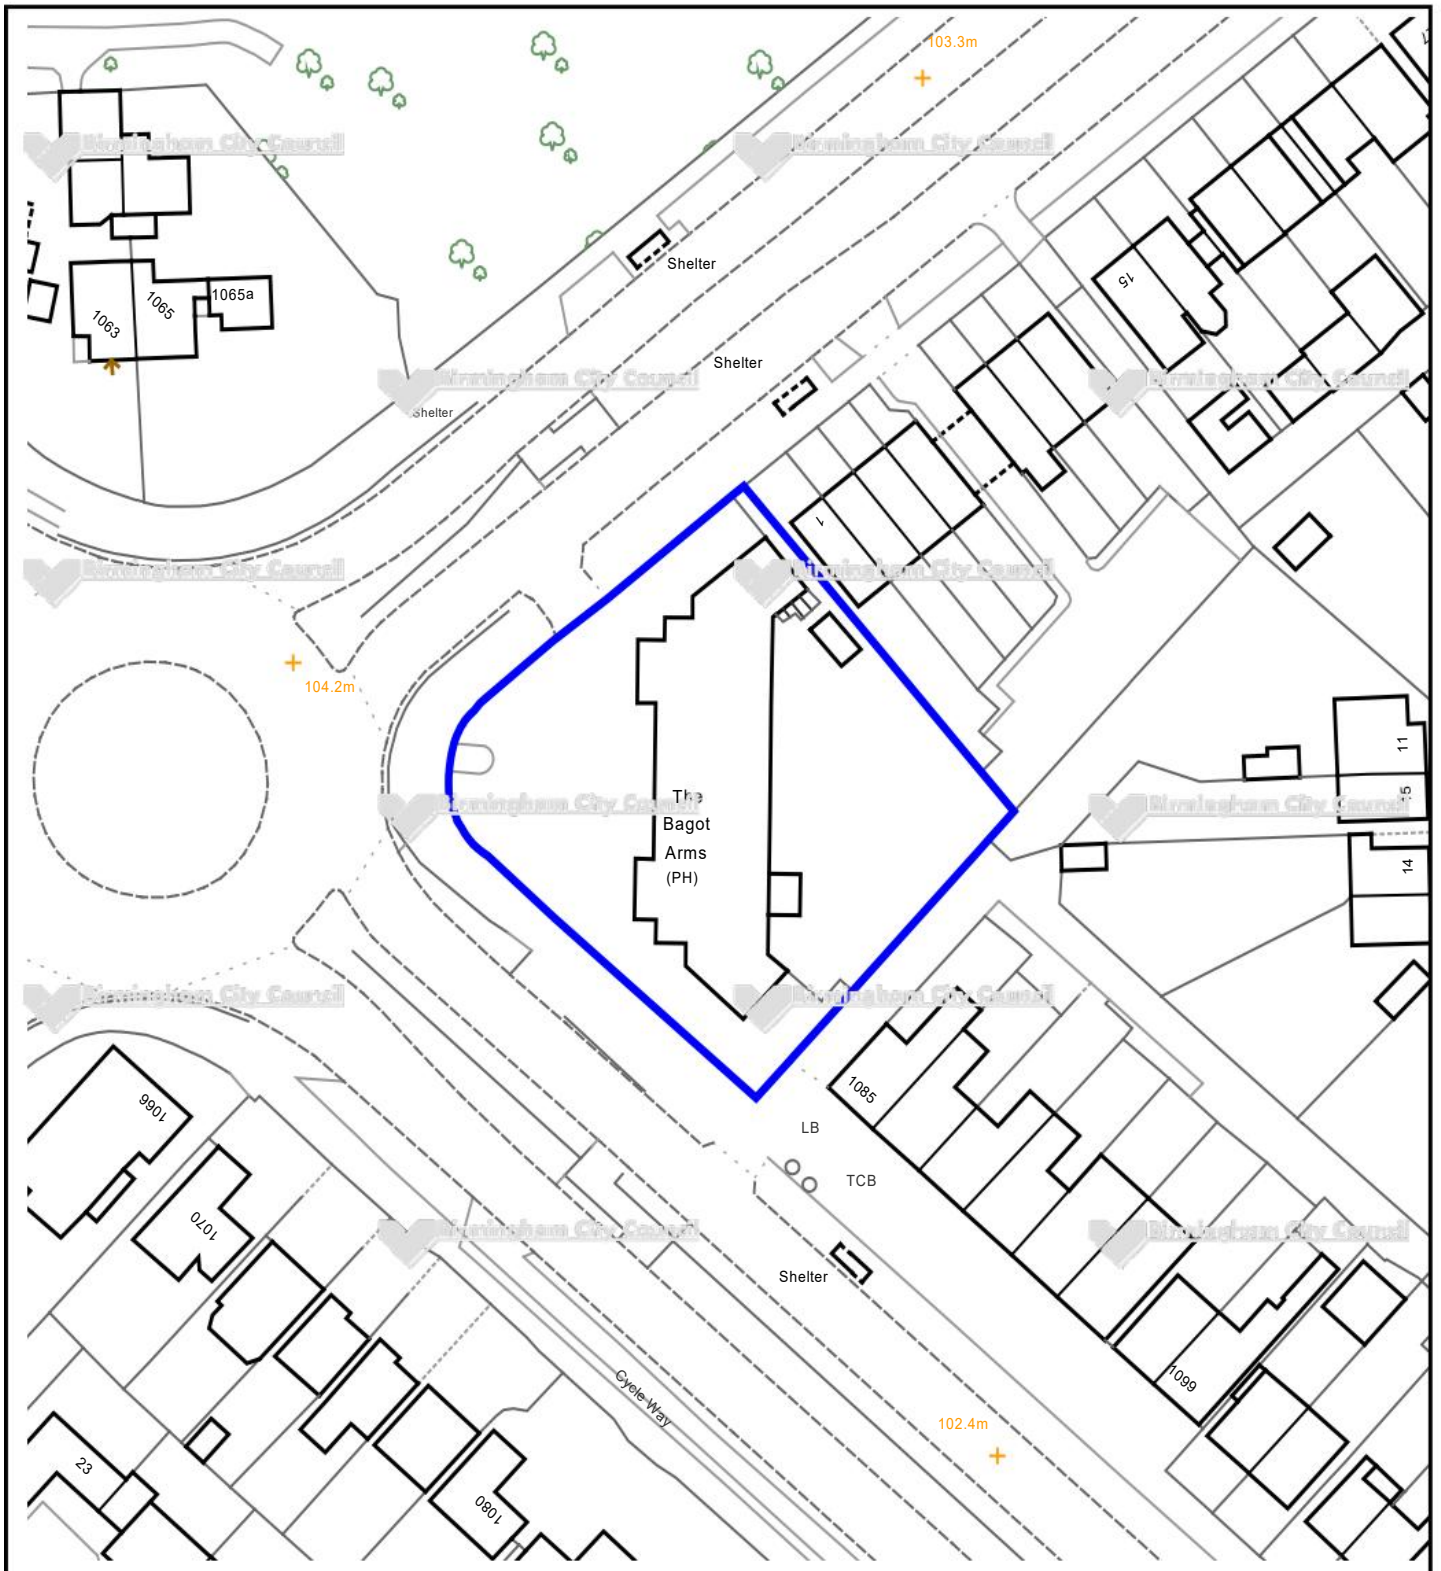 103.3m
Birmingham City Council
Birmingham City Council
Shelter
15
1063
1065
1065a
Shelter
Birmingham City Council
Birmingham City Council
Shelter
1
Birmingham City Council
Birmingham City Council
104.2m
11
15
The
Bagot
Arms
(PH)
Birmingham City Council
Birmingham City Council
14
Birmingham City Council
Birmingham City Council
1066
1085
LB
TCB
1070
Birmingham City Council
Birmingham City Council
Shelter
Cycle Way
1099
102.4m
23
1080